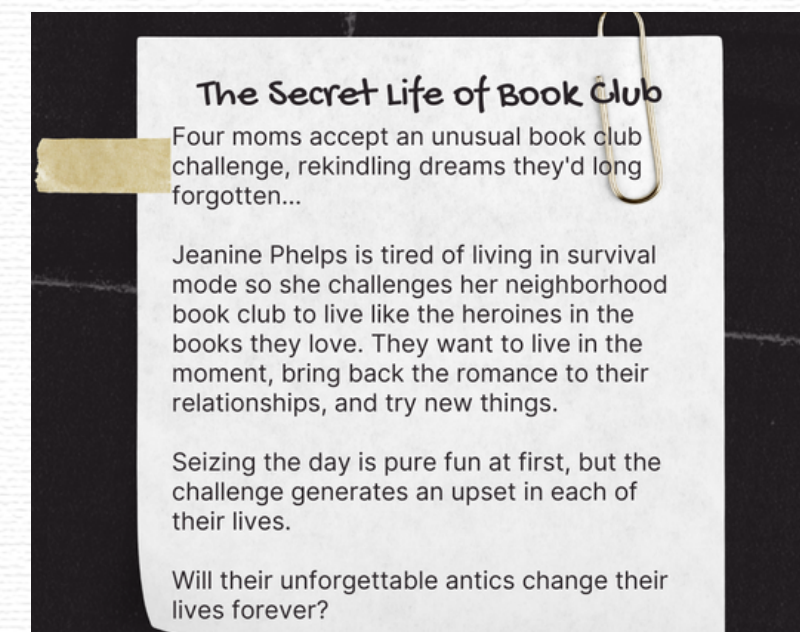 The Secret Life of Book Club
Four moms accept an unusual book club
challenge, rekindling dreams they'd long
forgotten...
Jeanine Phelps is tired of living in survival
mode so she challenges her neighborhood
book club to live like the heroines in the
books they love. They want to live in the
moment, bring back the romance to their
relationships, and try new things.
Seizing the day is pure fun at first, but the
challenge generates an upset in each of
their lives.
Will their unforgettable antics change their
lives forever?